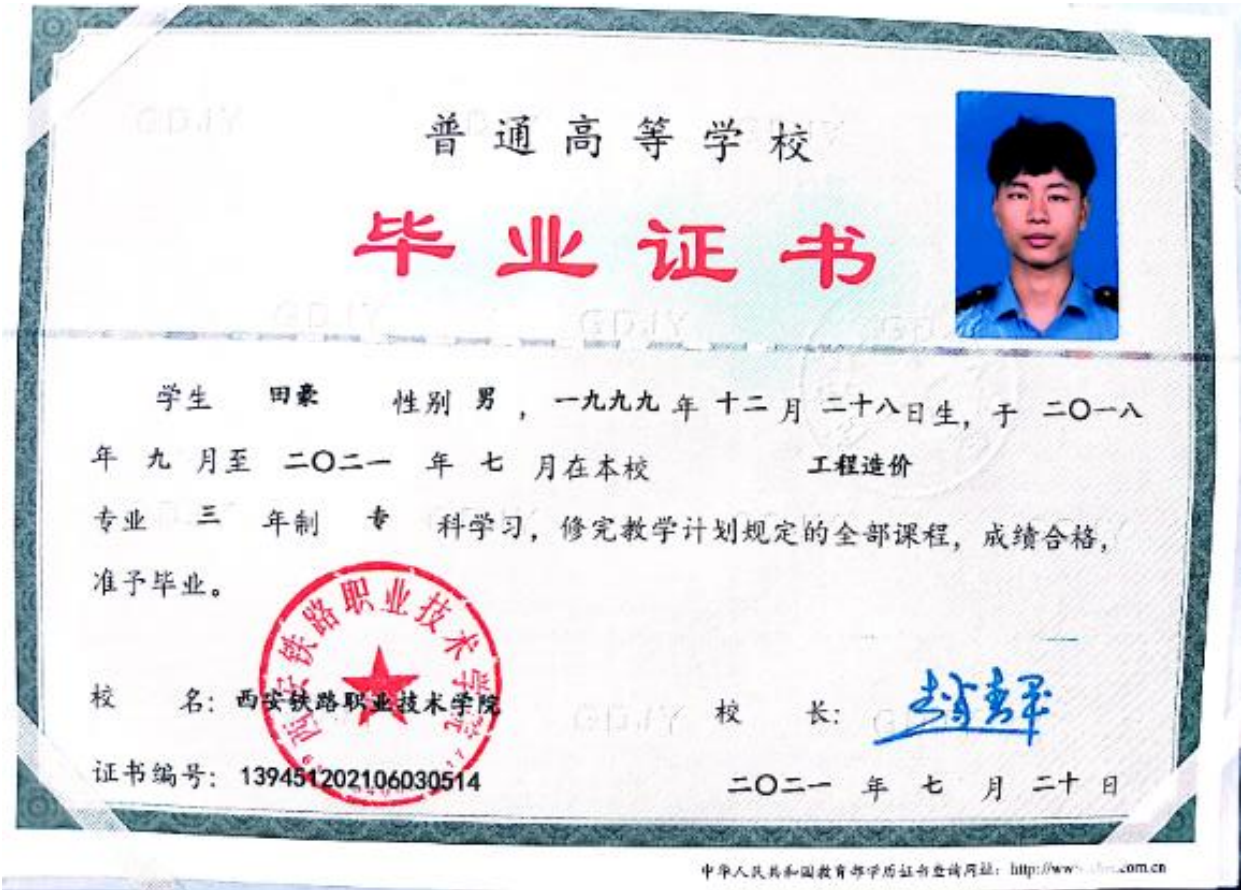 普通高等学校
毕业证书
学生 田豪 性别 男，一九九九 年 十二 月 二十八日生，于 二〇一八
年 九 月至 二〇二一 年 七 月在本校 工程造价
专业 三 年制 专 科学习，修完教学计划规定的全部课程，成绩合格，
准予毕业。
西安铁路职业技术学院
校 名：西安铁路职业技术学院 校 长：
证书编号：139451202106030514 二〇二一 年 七 月 二十 日
中华人民共和国教育部学历证书查询网址：http://www. .com.cn